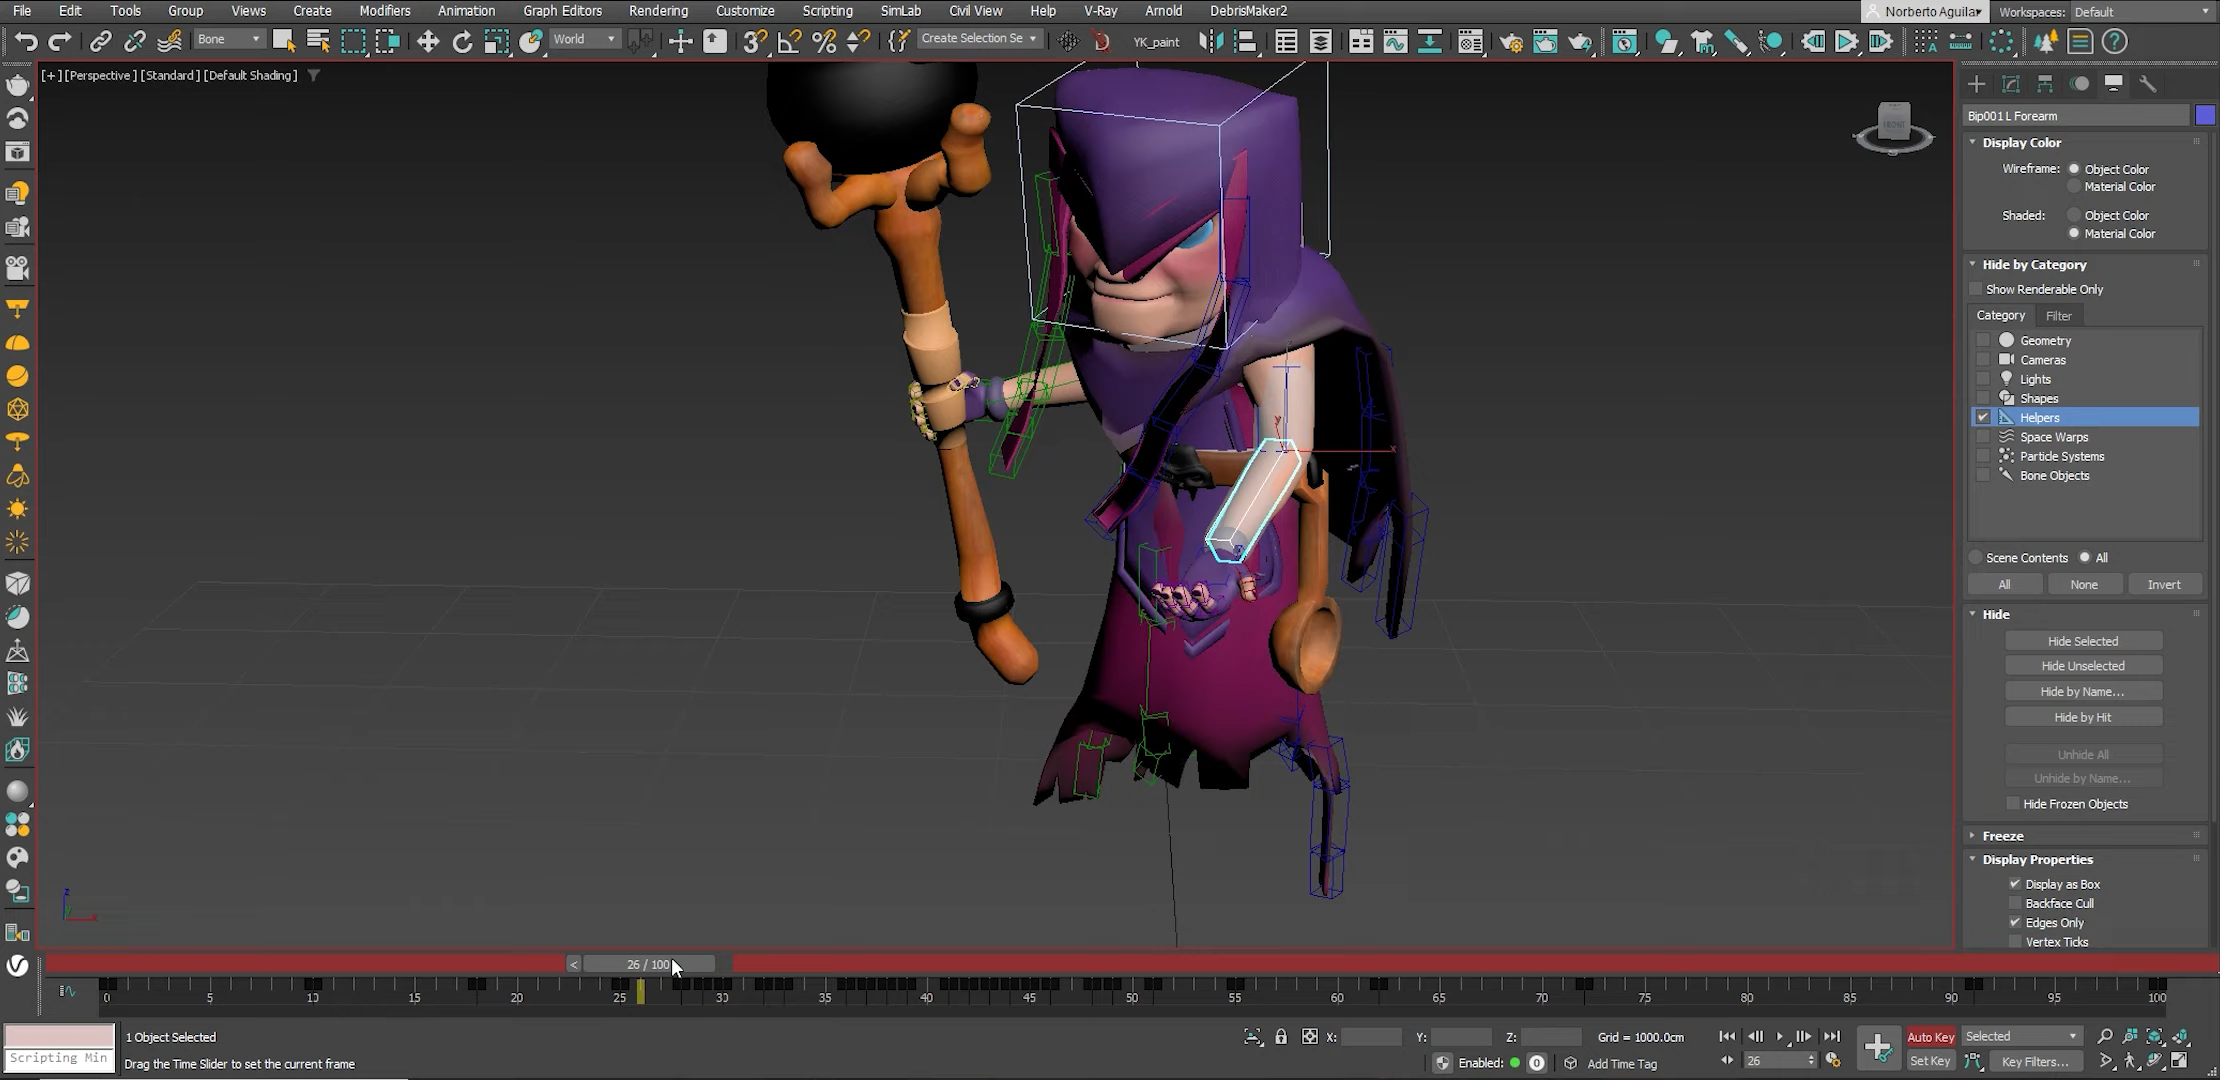 File Edit Tools Group Views Create Modifiers Animation Graph Editors Rendering Customize Scripting SimLab Civil View Help V-Ray Arnold DebrisMaker2 Norberto Aguilar Workspaces: Default
Bone World Create Selection Se YK_paint
[+] [Perspective ] [Standard ] [Default Shading ]
FRONT
Bip001 L Forearm
Display Color
Wireframe: Object Color
Material Color
Shaded: Object Color
Material Color
Hide by Category
Show Renderable Only
Category Filter
Geometry
Cameras
Lights
Shapes
Helpers
Space Warps
Particle Systems
Bone Objects
Scene Contents All
All None Invert
Hide
Hide Selected
Hide Unselected
Hide by Name...
Hide by Hit
Unhide All
Unhide by Name...
Hide Frozen Objects
Freeze
Display Properties
Display as Box
Backface Cull
Edges Only
Vertex Ticks
y
x
z
x
< 26 / 100
0 5 10 15 20 25 30 35 40 45 50 55 60 65 70 75 80 85 90 95 100
1 Object Selected X: Y: Z: Grid = 1000.0cm Auto Key Selected
Scripting Min Drag the Time Slider to set the current frame Enabled: 0 Add Time Tag 26 Set Key Key Filters...